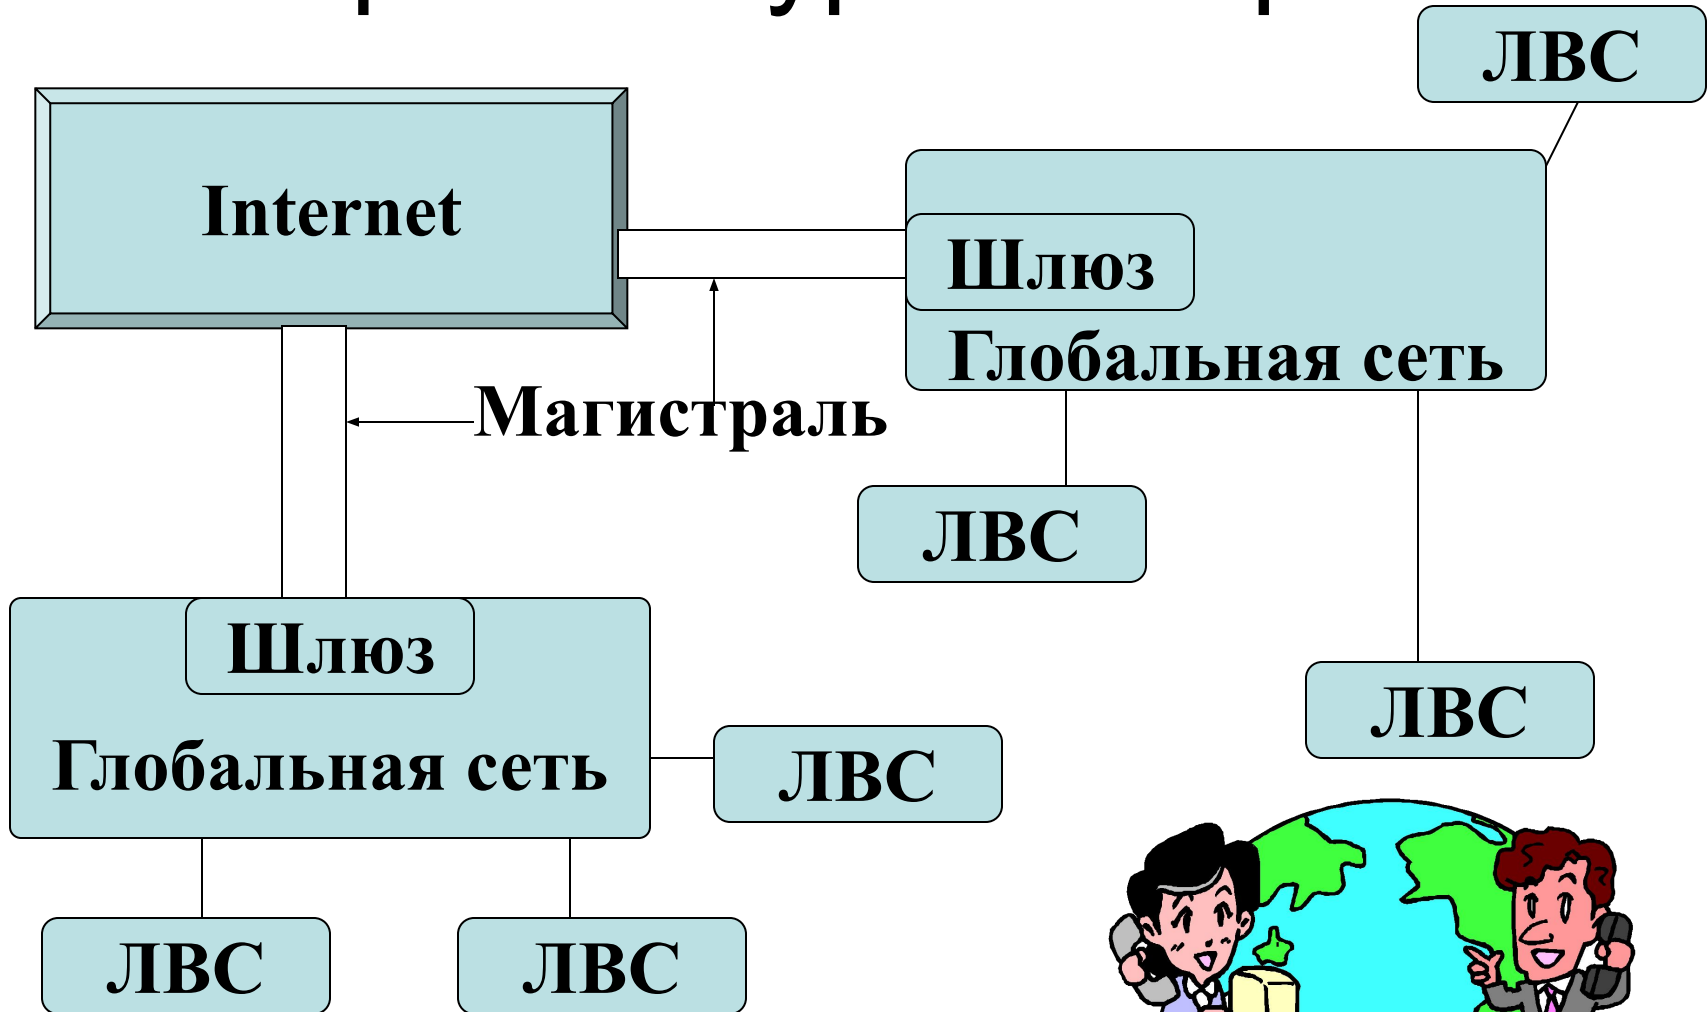 ЛВС
Internet
Шлюз
Глобальная сеть
Магистраль
ЛВС
Шлюз
ЛВС
Глобальная сеть
ЛВС
ЛВС
ЛВС